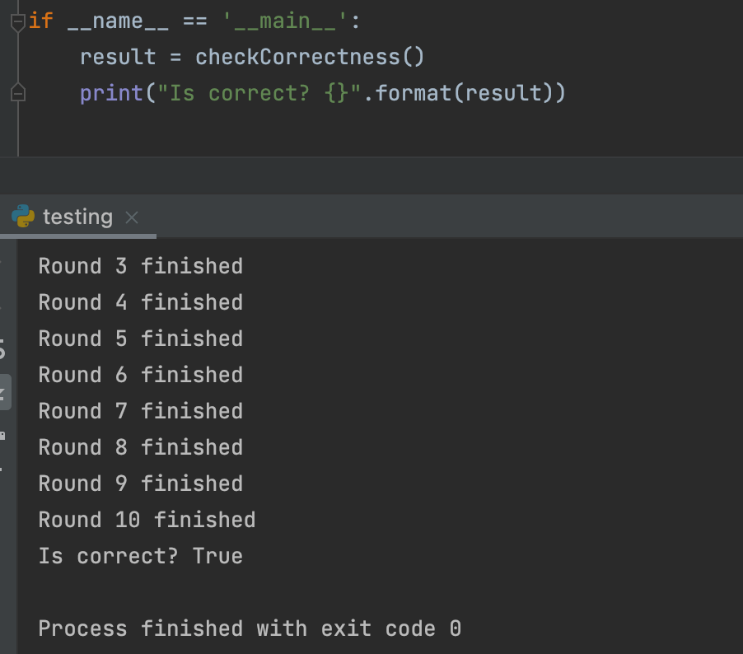 if __name__ == '__main__':
    result = checkCorrectness()
    print("Is correct? {}".format(result))
testing
Round 3 finished
Round 4 finished
Round 5 finished
Round 6 finished
Round 7 finished
Round 8 finished
Round 9 finished
Round 10 finished
Is correct? True
Process finished with exit code 0